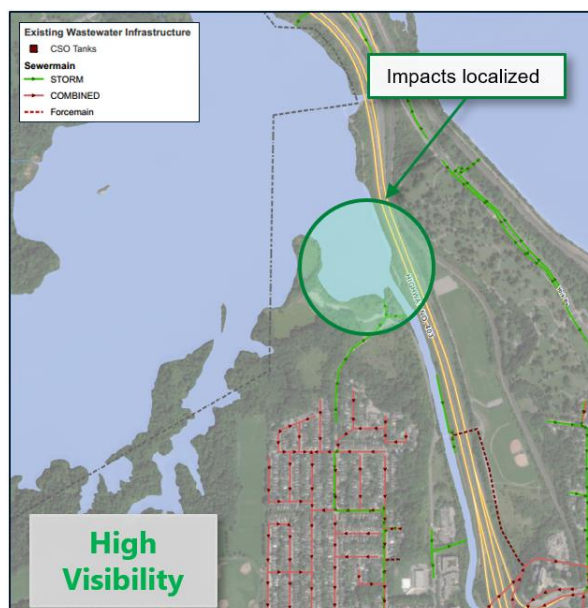 Existing Wastewater Infrastructure
CSO Tanks
Sewermain
STORM
COMBINED
Forcemain
Impacts localized
High
Visibility